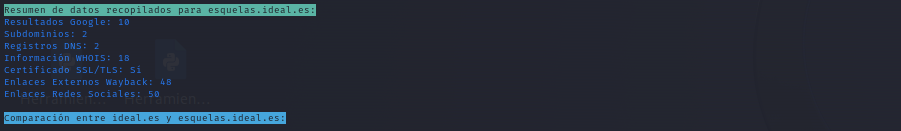 Resumen de datos recopilados para esquelas.ideal.es:
Resultados Google: 10
Subdominios: 2
Registros DNS: 2
Información WHOIS: 18
Certificado SSL/TLS: Sí
Enlaces Externos Wayback: 48
Enlaces Redes Sociales: 50
Herramien... Herramien...
Comparación entre ideal.es y esquelas.ideal.es: